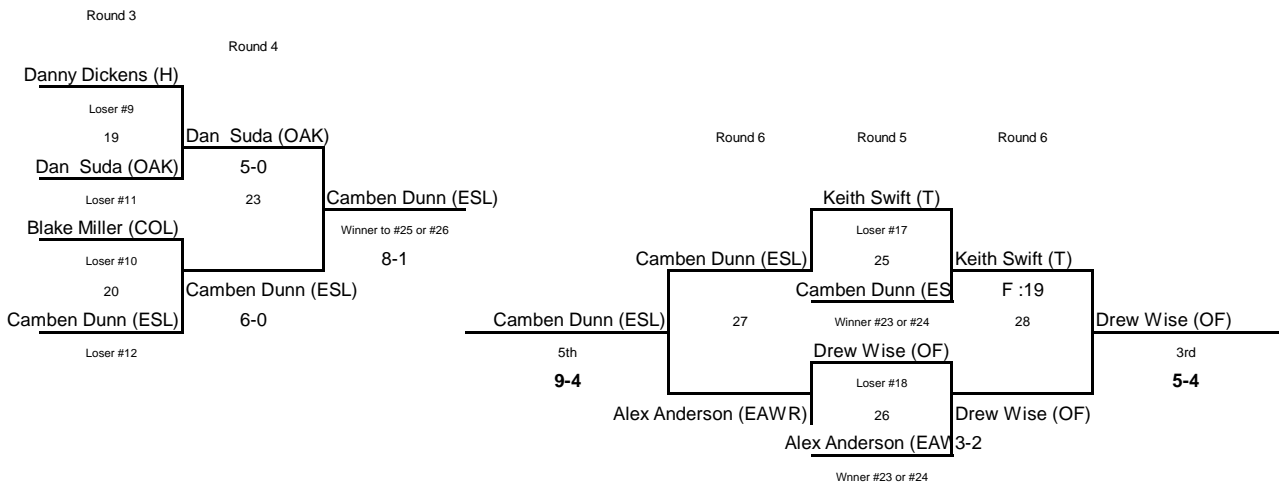 Round 3
Round 4
Danny Dickens (H)
Loser #9
19
Dan Suda (OAK)
Dan Suda (OAK)
5-0
Loser #11
23
Camben Dunn (ESL)
Blake Miller (COL)
Winner to #25 or #26
Loser #10
8-1
20
Camben Dunn (ESL)
Camben Dunn (ESL)
6-0
Loser #12
Round 6
Round 5
Round 6
Keith Swift (T)
Loser #17
Camben Dunn (ESL)
25
Keith Swift (T)
Camben Dunn (ES
F :19
Camben Dunn (ESL)
27
Winner #23 or #24
28
Drew Wise (OF)
5th
Drew Wise (OF)
3rd
9-4
Loser #18
5-4
Alex Anderson (EAWR)
26
Drew Wise (OF)
Alex Anderson (EAW
3-2
Wnner #23 or #24